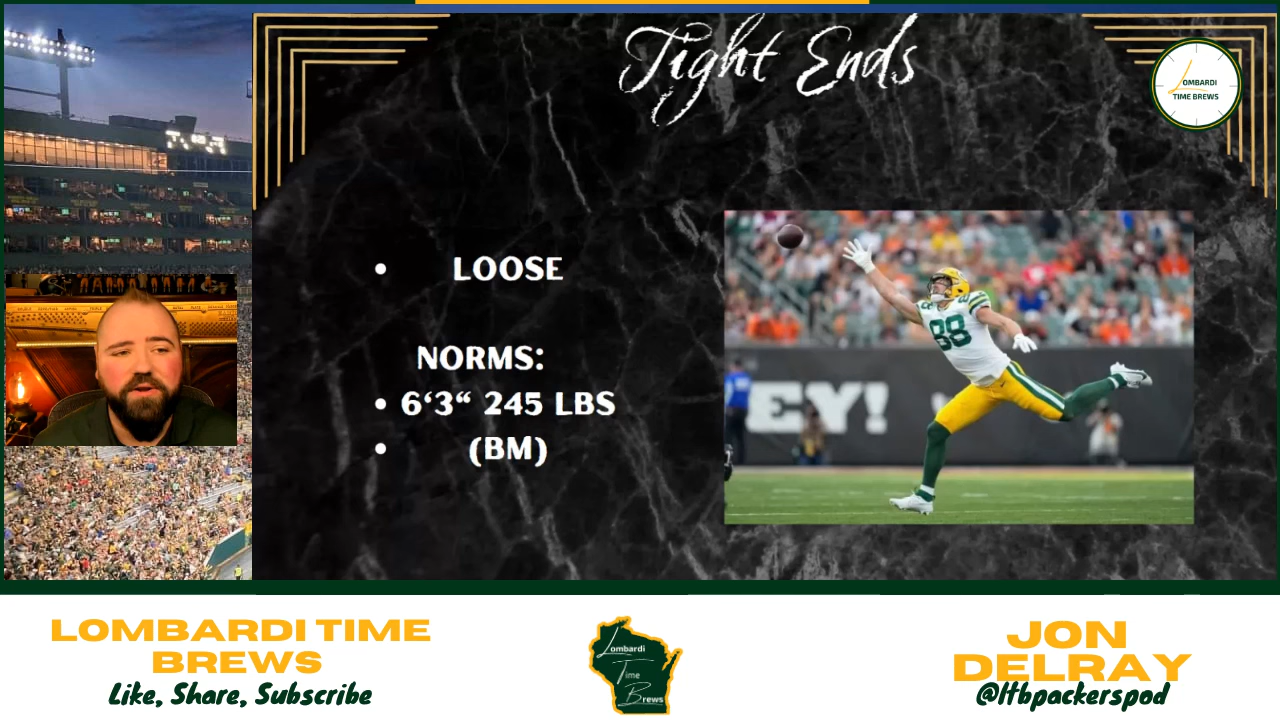 Tight Ends
LOMBARDI
TIME BREWS
• LOOSE
NORMS:
• 6‘3“ 245 LBS
• (BM)
88
EY!
LOMBARDI TIME
BREWS
Like, Share, Subscribe
Lombardi
Time
Brews
JON
DELRAY
@ltbpackerspod